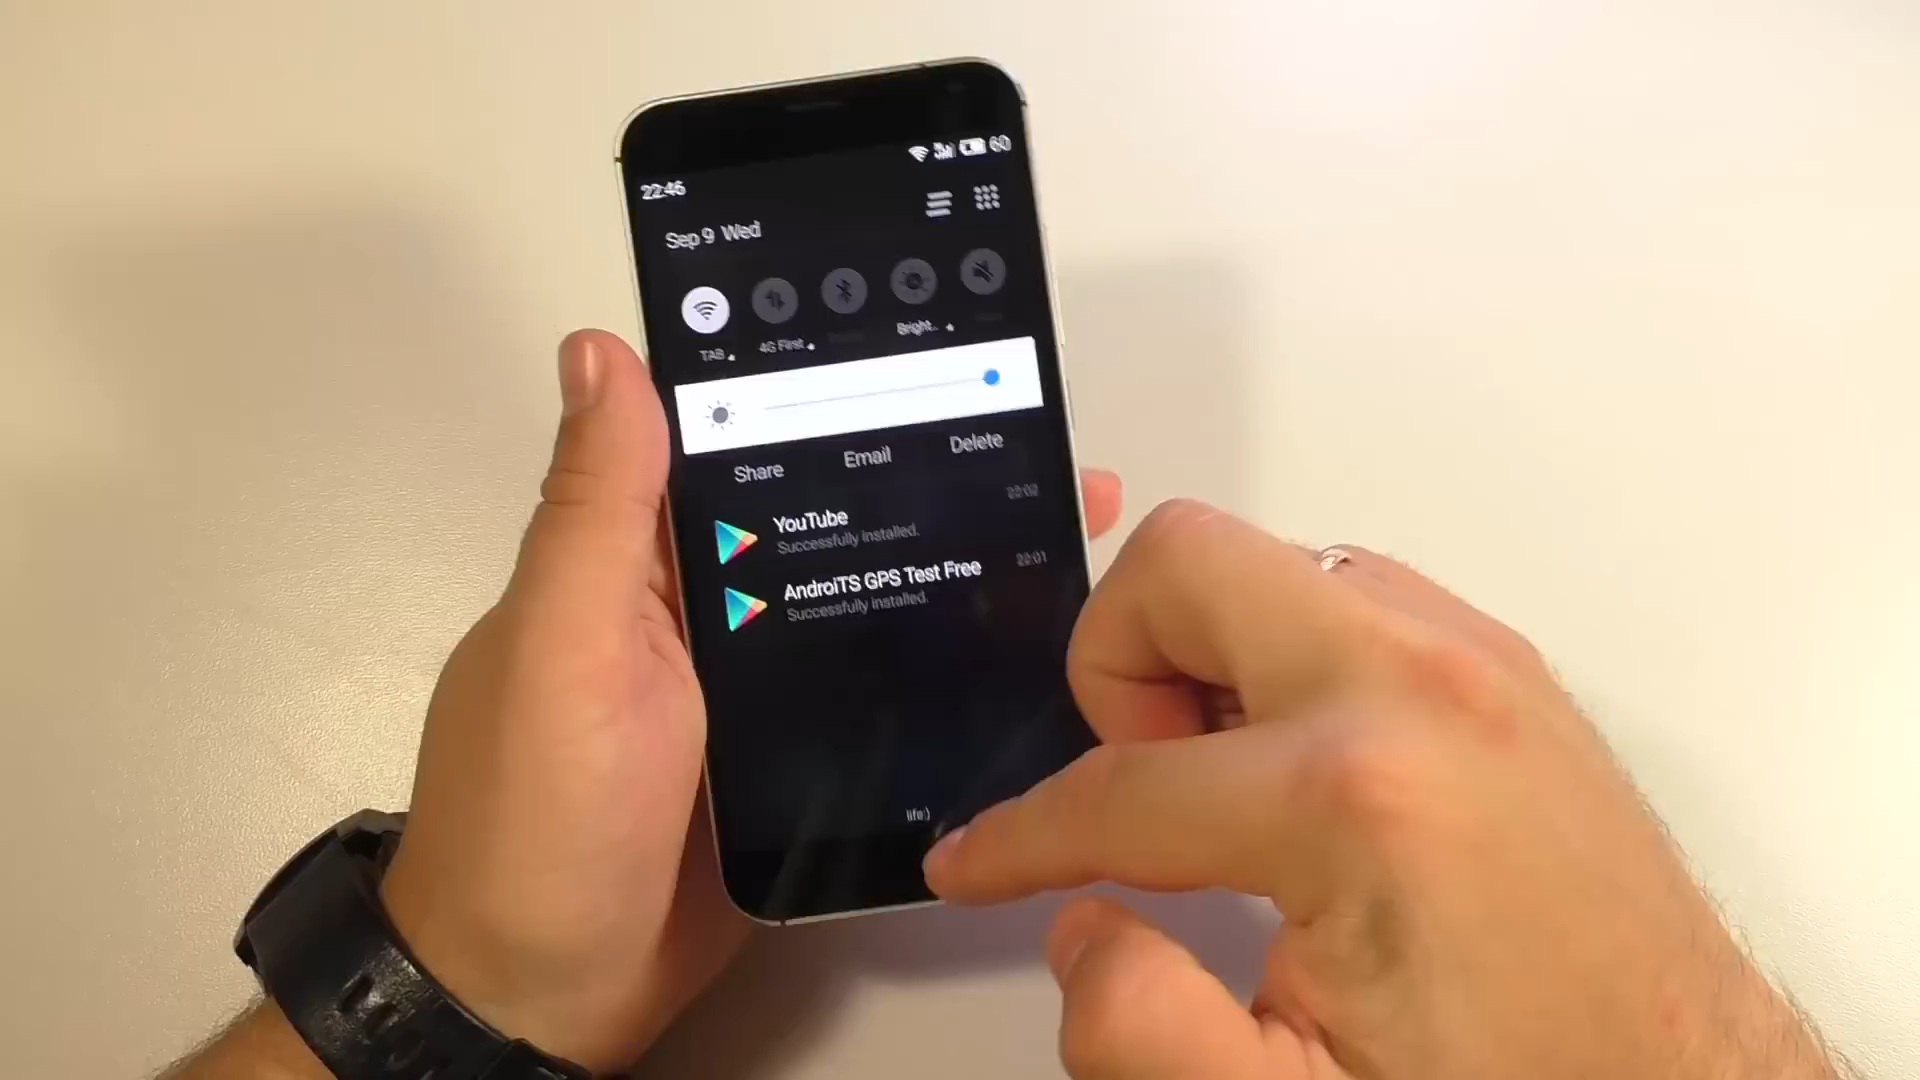 60
22:46
Sep 9 Wed
TAB
4G First
Bright..
Share
Email
Delete
22:02
YouTube
Successfully installed.
22:01
AndroiTS GPS Test Free
Successfully installed.
life:)